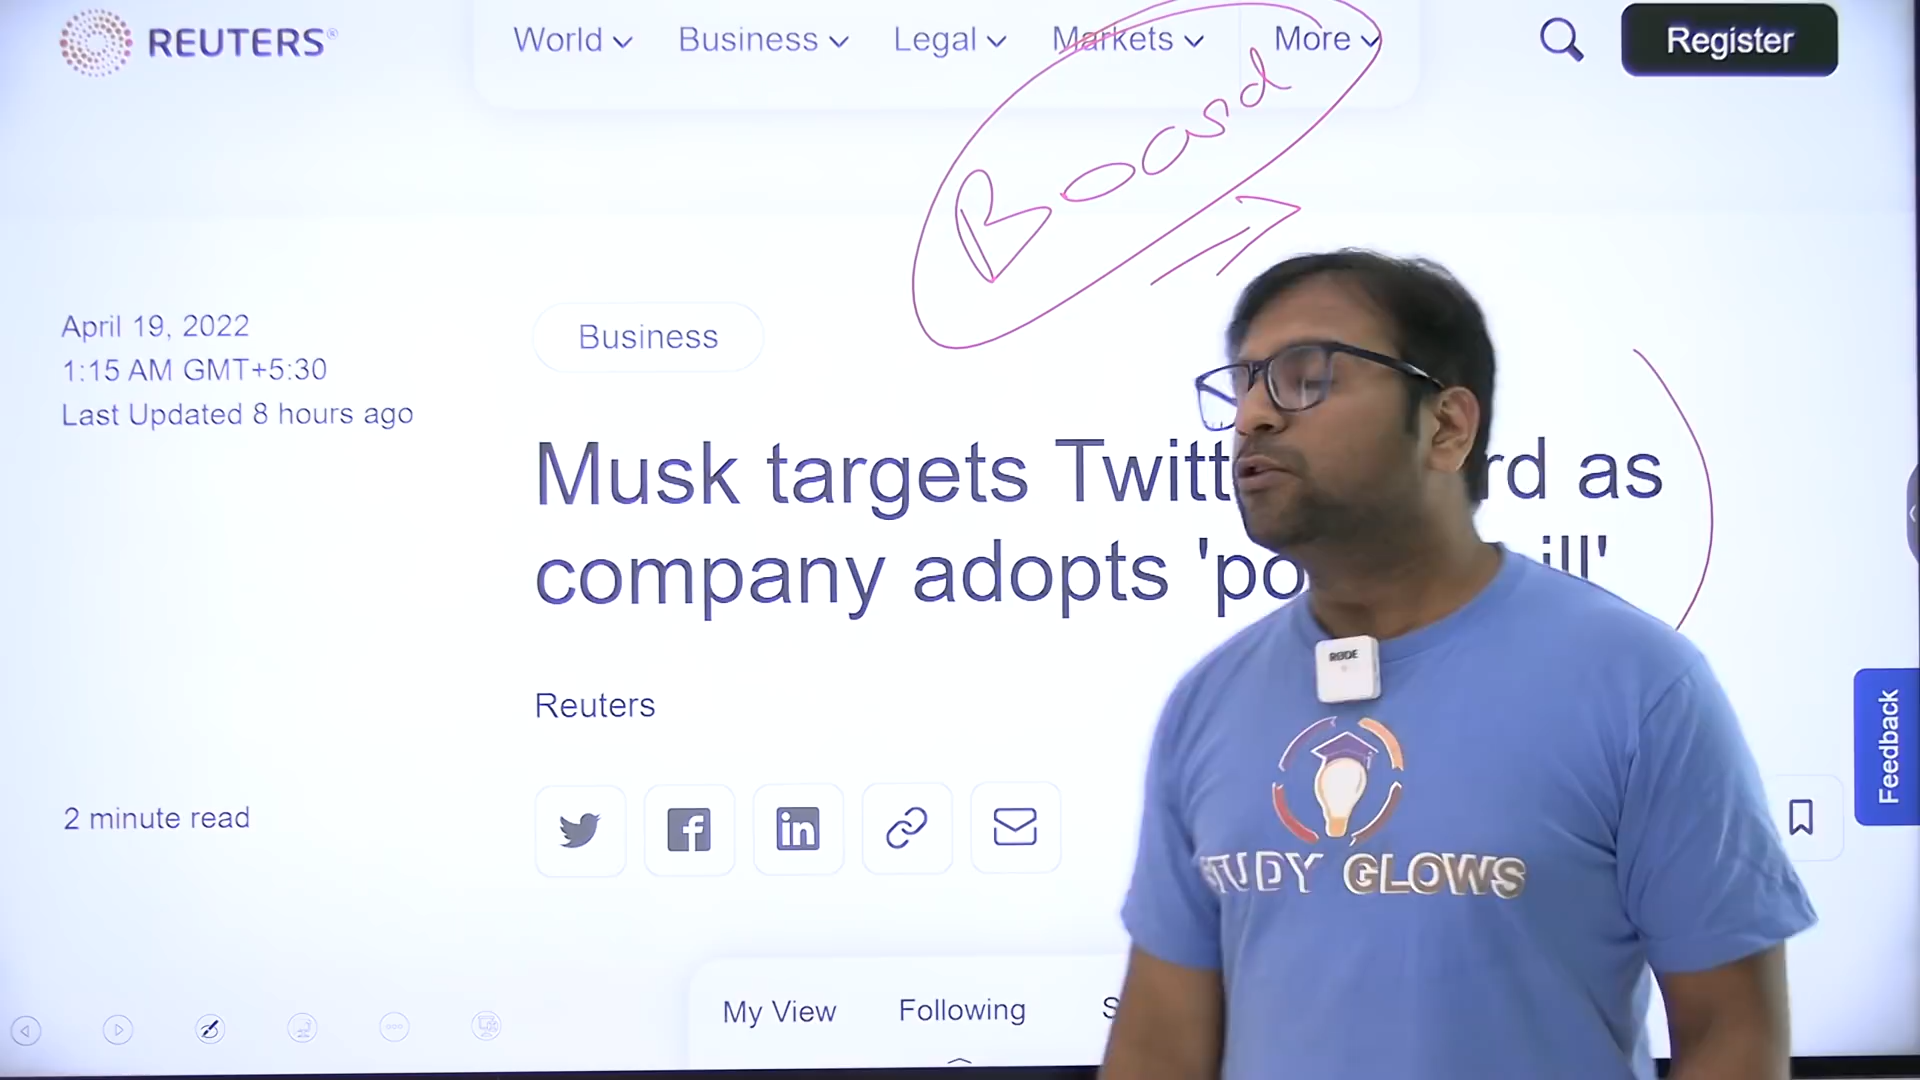 REUTERS
World
Business
Legal
Markets
More
Register
Board
April 19, 2022
1:15 AM GMT+5:30
Last Updated 8 hours ago
Business
Musk targets Twitt rd as
company adopts 'po ill'
Reuters
2 minute read
Feedback
RØDE
STUDY GLOWS
My View
Following
S